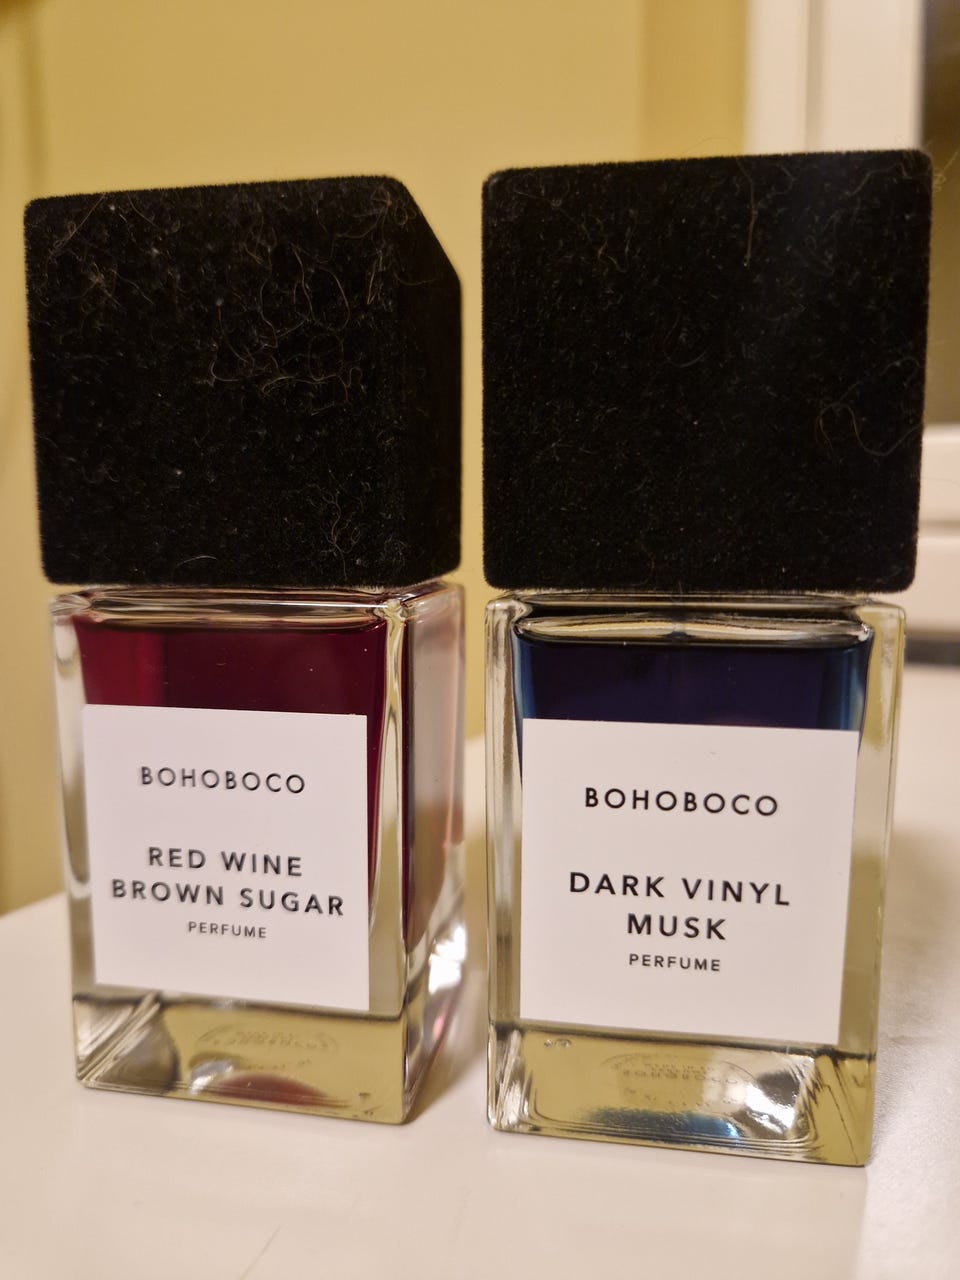 BOHOBOCO
RED WINE
BROWN SUGAR
PERFUME
BOHOBOCO
DARK VINYL
MUSK
PERFUME